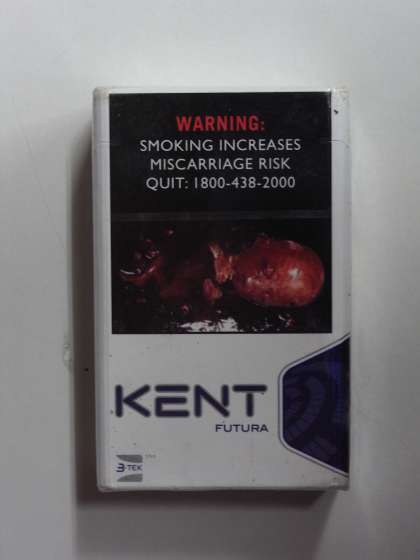 WARNING:
SMOKING INCREASES
MISCARRIAGE RISK
QUIT: 1800-438-2000
KENT
FUTURA
3-TEK